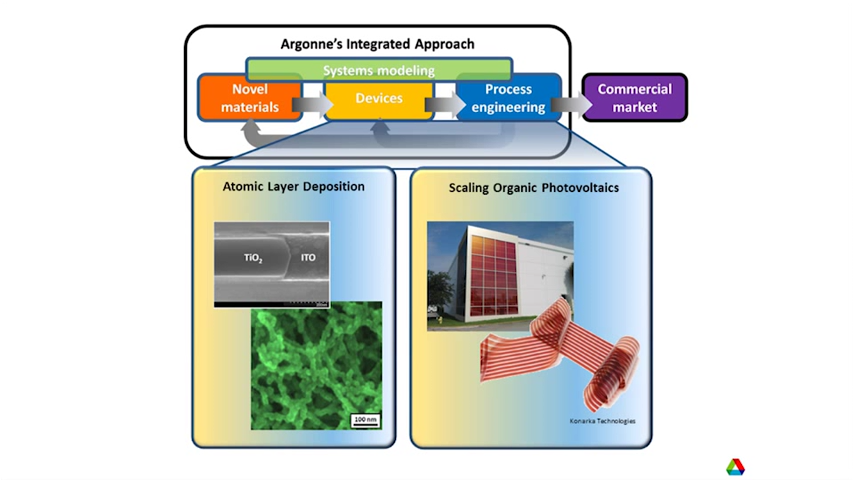 Argonne's Integrated Approach
Systems modeling
Novel
materials
Devices
Process
engineering
Commercial
market
Atomic Layer Deposition
TiO₂
ITO
100 nm
Scaling Organic Photovoltaics
Konarka Technologies